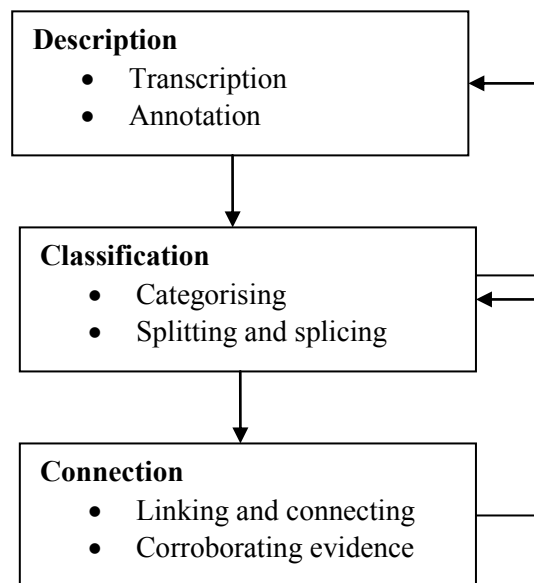 Description
• Transcription
• Annotation
Classification
• Categorising
• Splitting and splicing
Connection
• Linking and connecting
• Corroborating evidence